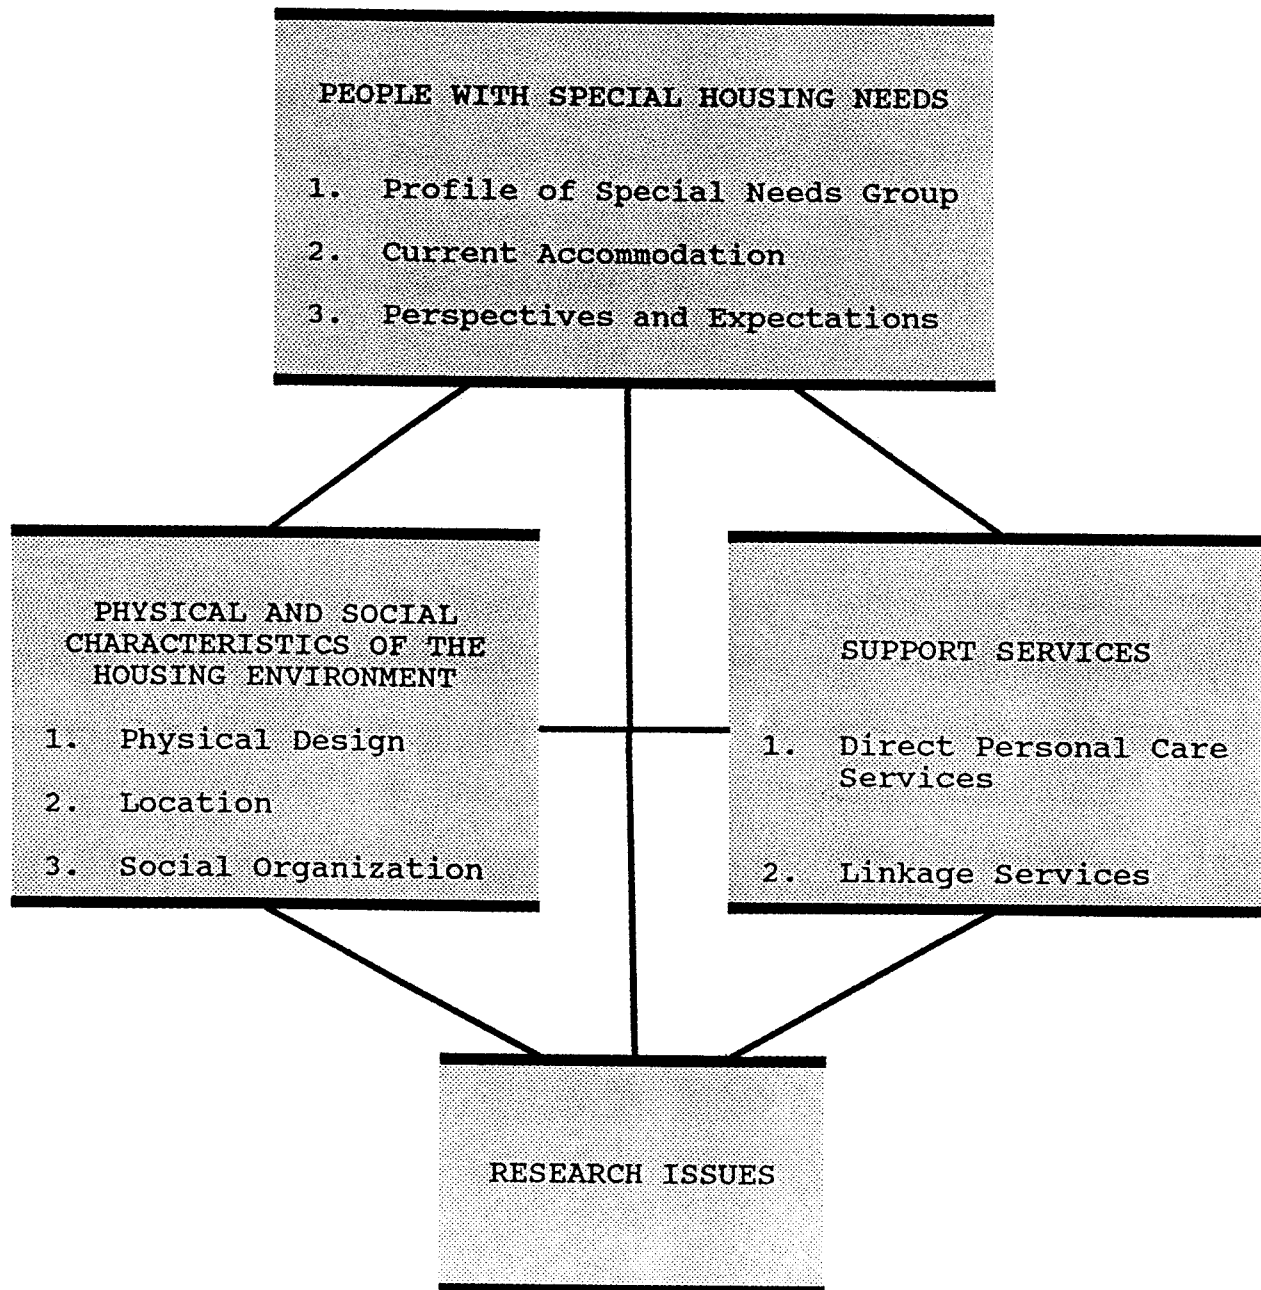 PEOPLE WITH SPECIAL HOUSING NEEDS
1. Profile of Special Needs Group
2. Current Accommodation
3. Perspectives and Expectations
PHYSICAL AND SOCIAL
CHARACTERISTICS OF THE
HOUSING ENVIRONMENT
1. Physical Design
2. Location
3. Social Organization
SUPPORT SERVICES
1. Direct Personal Care
Services
2. Linkage Services
RESEARCH ISSUES